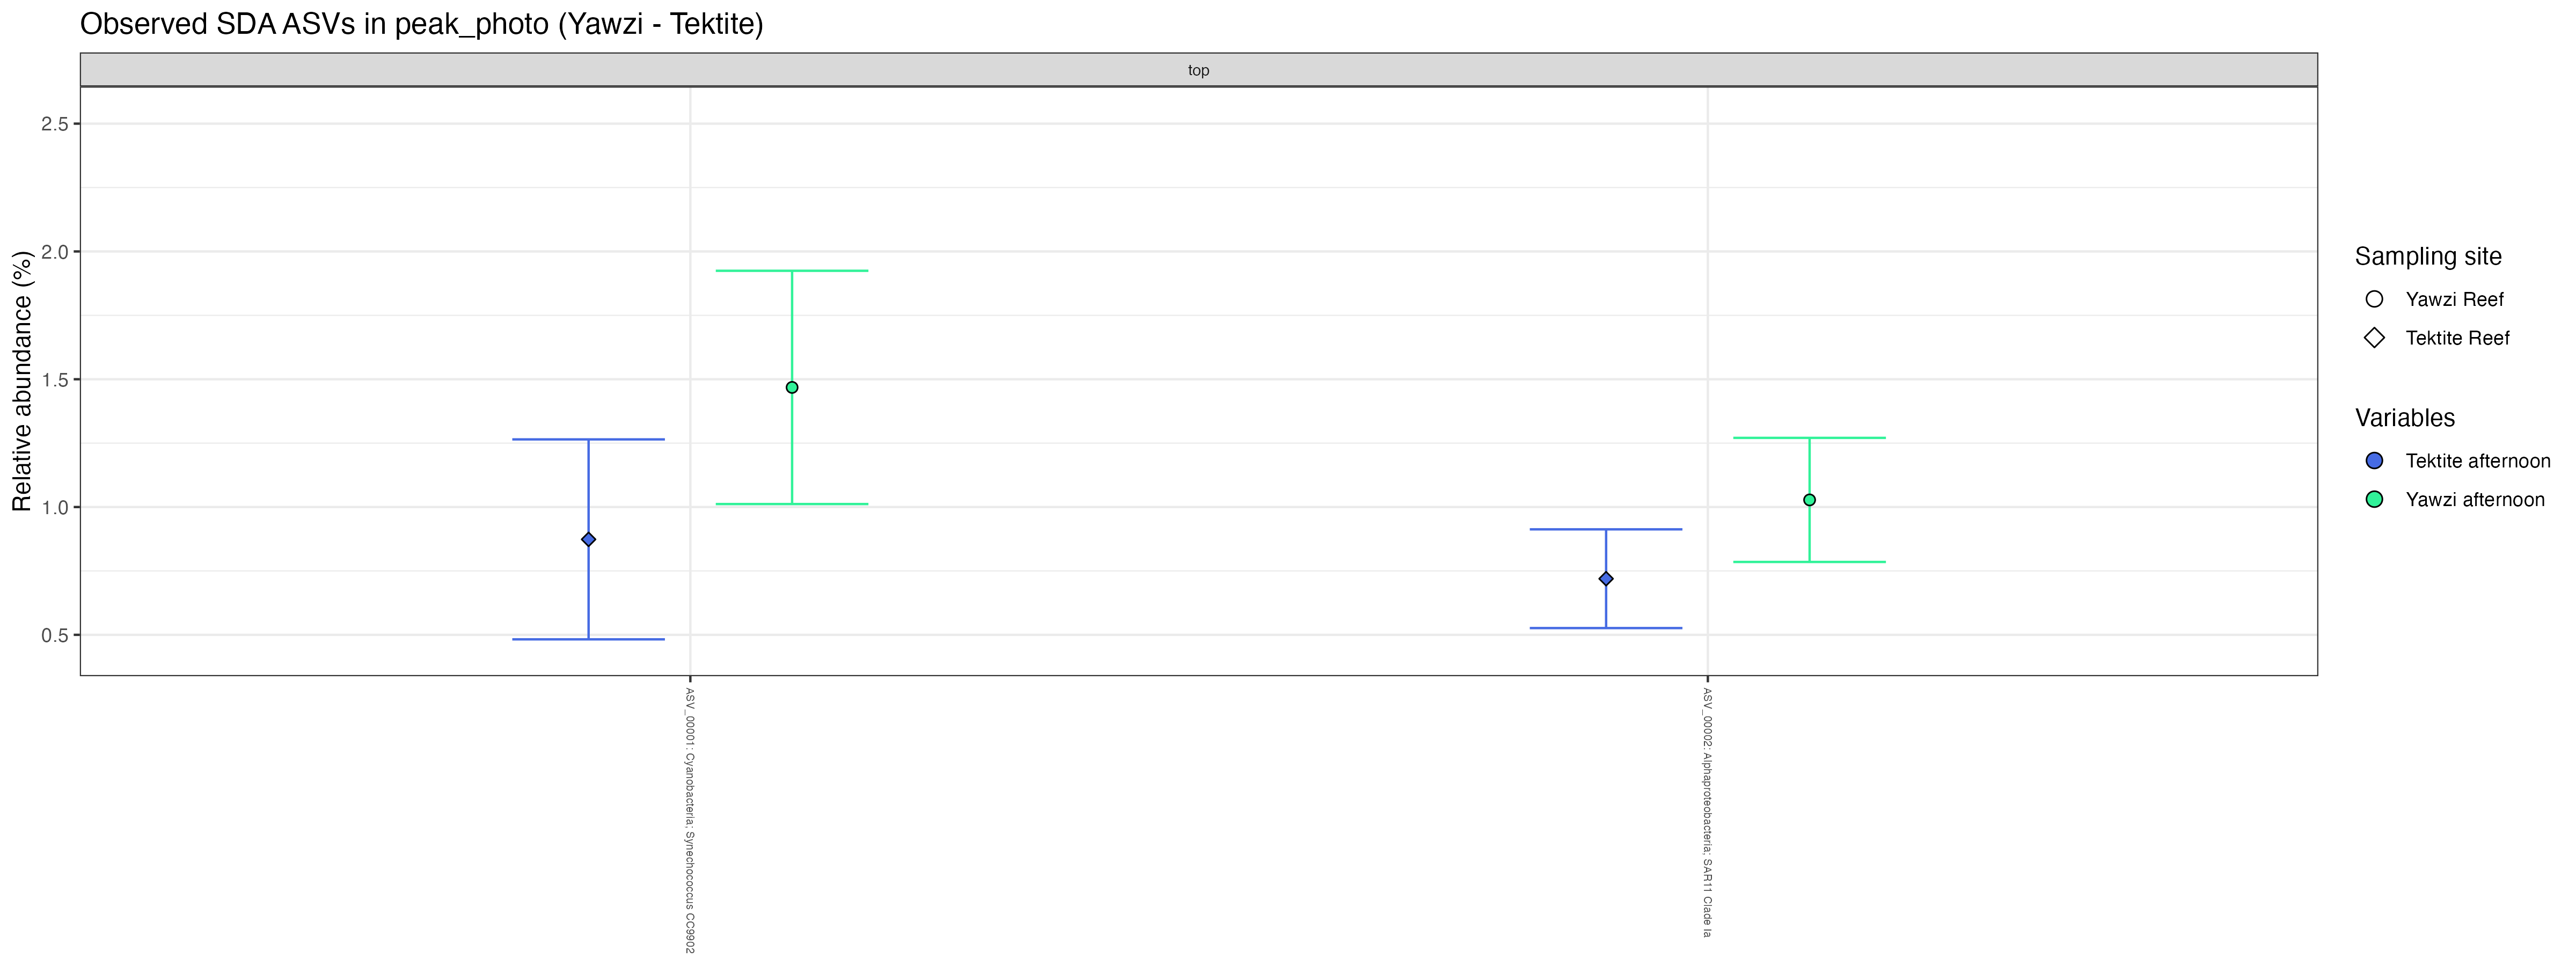 Observed SDA ASVs in peak_photo (Yawzi - Tektite)
top
Relative abundance (%)
2.5
2.0
1.5
1.0
0.5
ASV_00001: Cyanobacteria; Synechococcus CC9902
ASV_00002: Alphaproteobacteria; SAR11 Clade Ia
Sampling site
Yawzi Reef
Tektite Reef
Variables
Tektite afternoon
Yawzi afternoon